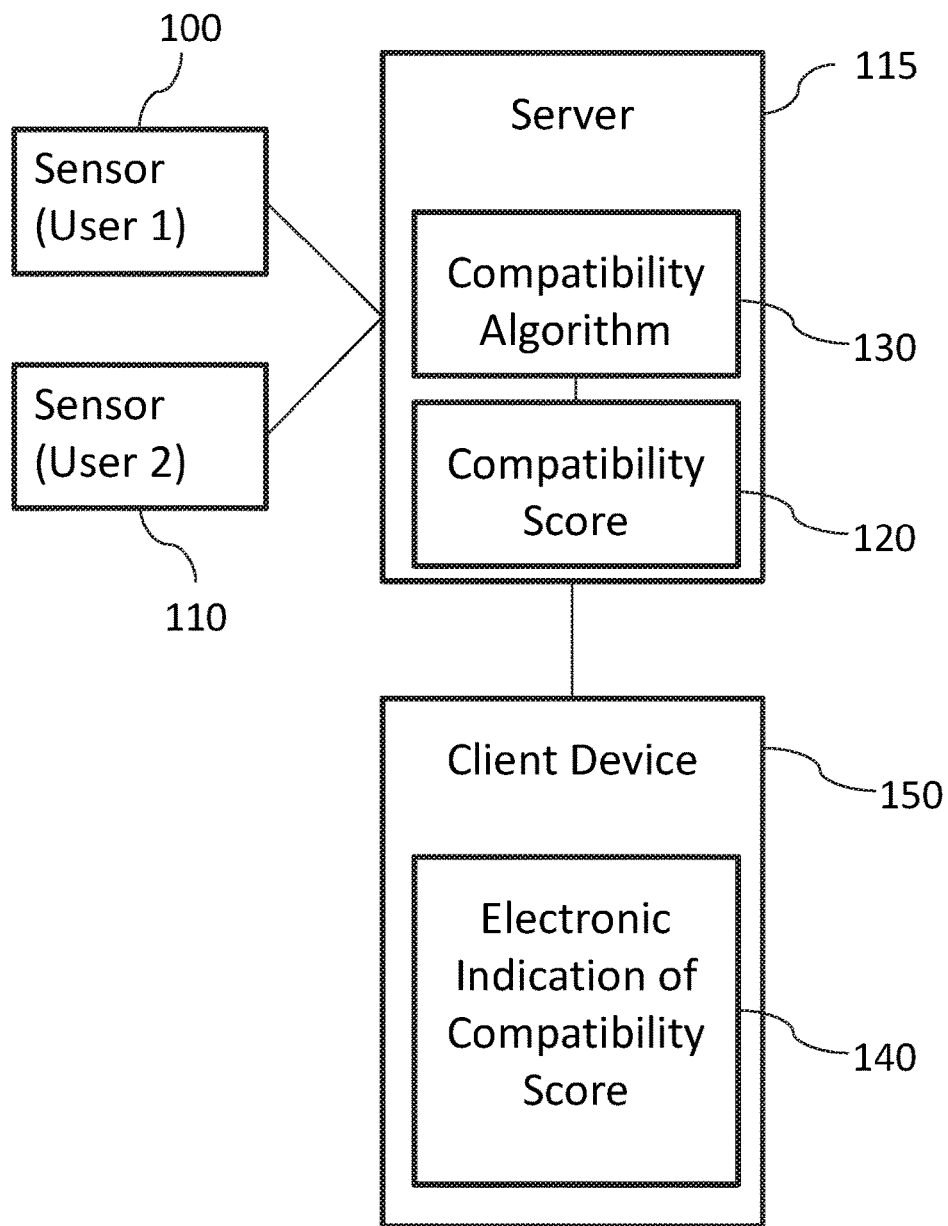 100
Sensor
(User 1)
Sensor
(User 2)
110
Server
115
Compatibility
Algorithm
130
Compatibility
Score
120
Client Device
150
Electronic
Indication of
Compatibility
Score
140